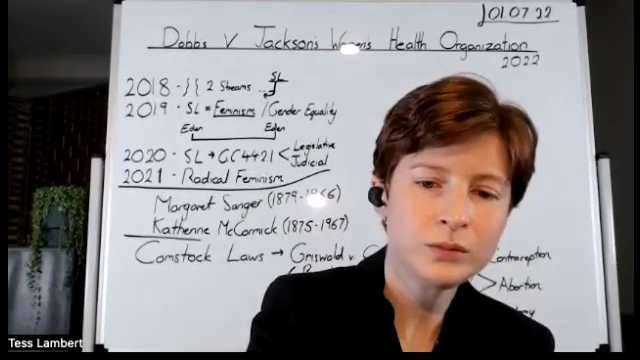 01 07 22
Dobbs V Jackson's Women's Health Organization
2022
2018 · }{ 2 Streams .. SL
2019 · SL = Feminism / Gender Equality
Eden Eden
2020 · SL → GC4421 < Legislative
Judicial
2021 · Radical Feminism
Margaret Sanger (1879-1966)
Katherine McCormick (1875-1967)
Comstock Laws → Griswold v. Contraception
Abortion
Tess Lambert